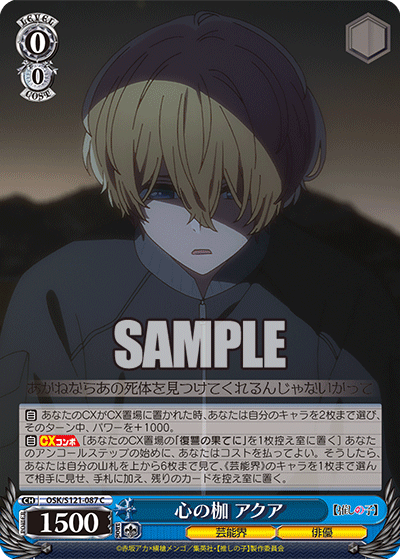 LEVEL
0
0
COST
SAMPLE
あかねならあの死体を見つけてくれるんじゃないかって
自 あなたのCXがCX置場に置かれた時、あなたは自分のキャラを2枚まで選び、
そのターン中、パワーを+1000。
自 CXコンボ [あなたのCX置場の「復讐の果てに」を1枚控え室に置く] あなた
のアンコールステップの始めに、あなたはコストを払ってよい。そうしたら、
あなたは自分の山札を上から6枚まで見て、《芸能界》のキャラを1枚まで選
んで相手に見せ、手札に加え、残りのカードを控え室に置く。
CH OSK/S121-087 C
POWER
1500
心の枷 アクア
【推しの子】
芸能界
俳優
©赤坂アカ×横槍メンゴ/集英社・【推しの子】製作委員会